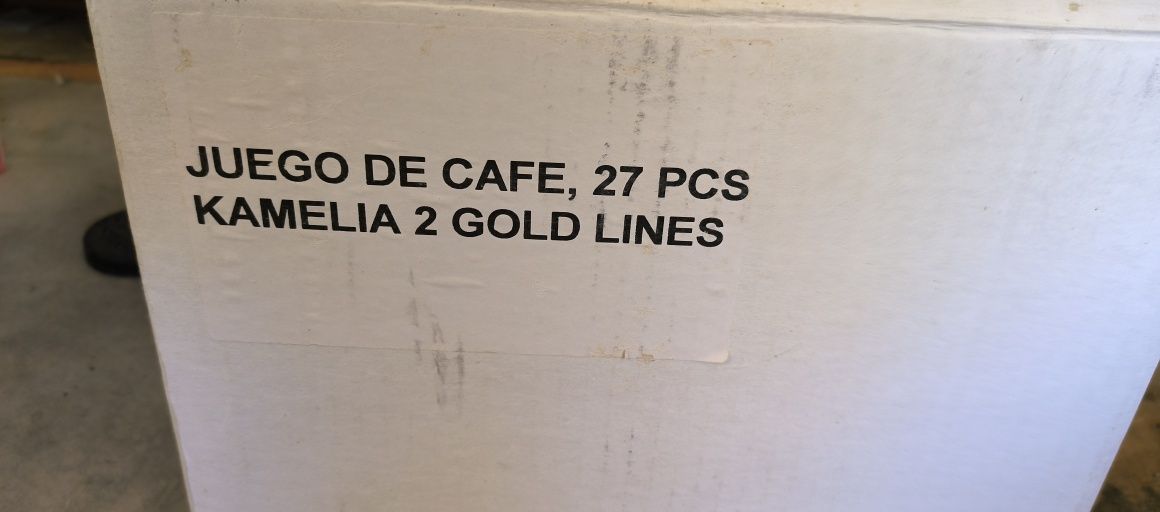 JUEGO DE CAFE, 27 PCS
KAMELIA 2 GOLD LINES